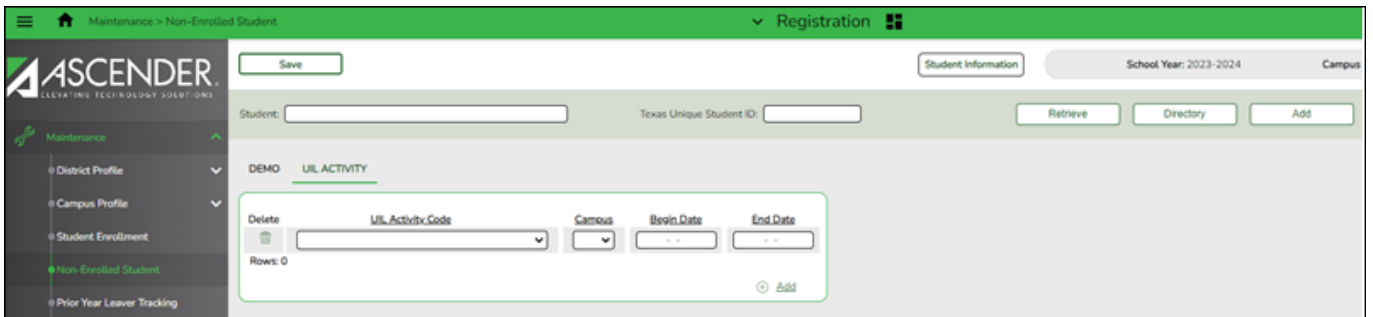 Maintenance > Non-Enrolled Student
Registration
ASCENDER.
ELEVATING TECHNOLOGY SOLUTIONS
Save
Student Information
School Year: 2023-2024
Campus
Student:
Texas Unique Student ID:
Retrieve
Directory
Add
Maintenance
District Profile
Campus Profile
Student Enrollment
Non-Enrolled Student
Prior Year Leaver Tracking
DEMO
UIL ACTIVITY
Delete
UIL Activity Code
Campus
Begin Date
End Date
- -
- -
Rows: 0
Add